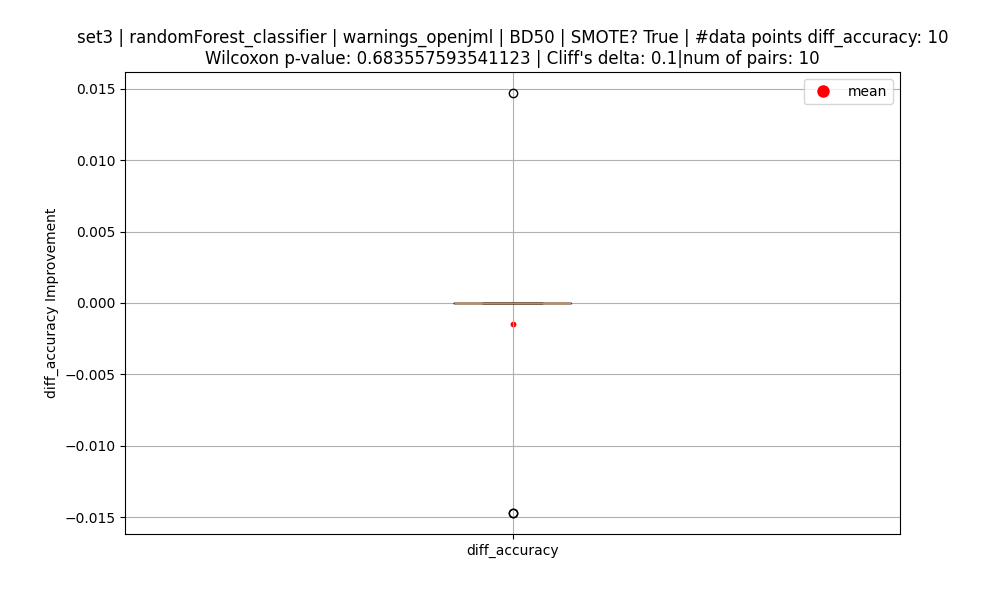 set3 | randomForest_classifier | warnings_openjml | BD50 | SMOTE? True | #data points diff_accuracy: 10
Wilcoxon p-value: 0.683557593541123 | Cliff's delta: 0.1|num of pairs: 10
mean
0.015
0.010
0.005
0.000
−0.005
−0.010
−0.015
diff_accuracy Improvement
diff_accuracy